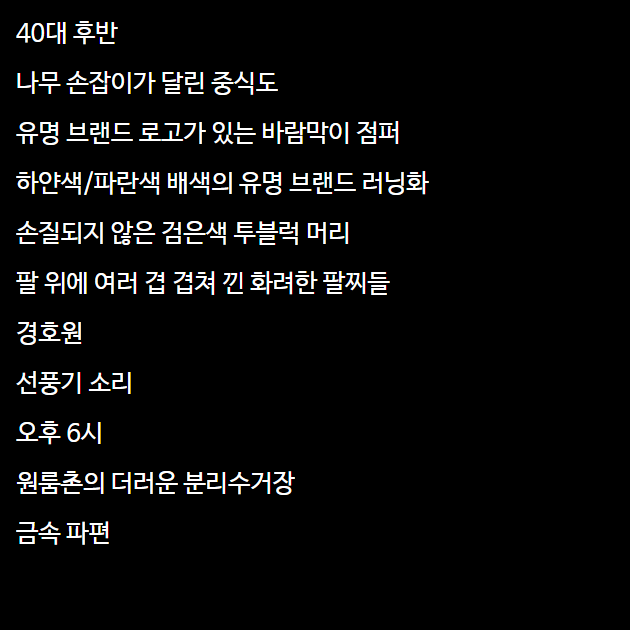 40대 후반
나무 손잡이가 달린 중식도
유명 브랜드 로고가 있는 바람막이 점퍼
하얀색/파란색 배색의 유명 브랜드 러닝화
손질되지 않은 검은색 투블럭 머리
팔 위에 여러 겹 겹쳐 낀 화려한 팔찌들
경호원
선풍기 소리
오후 6시
원룸촌의 더러운 분리수거장
금속 파편